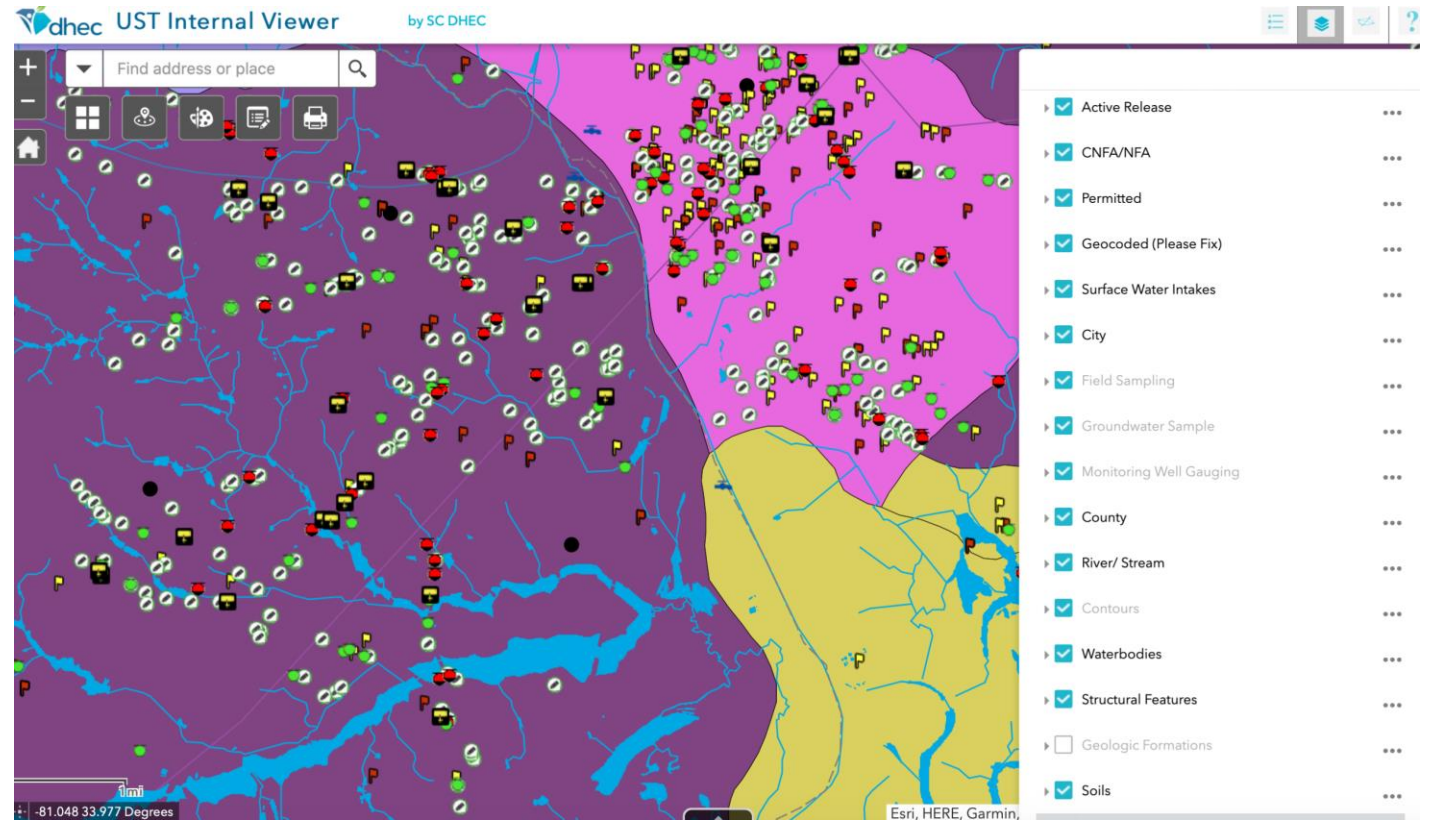 dhec UST Internal Viewer by SC DHEC
?
+
Find address or place
−
Active Release
CNFA/NFA
Permitted
Geocoded (Please Fix)
Surface Water Intakes
City
Field Sampling
Groundwater Sample
Monitoring Well Gauging
County
River/ Stream
Contours
Waterbodies
Structural Features
Geologic Formations
Soils
1mi
-81.048 33.977 Degrees
Esri, HERE, Garmin,